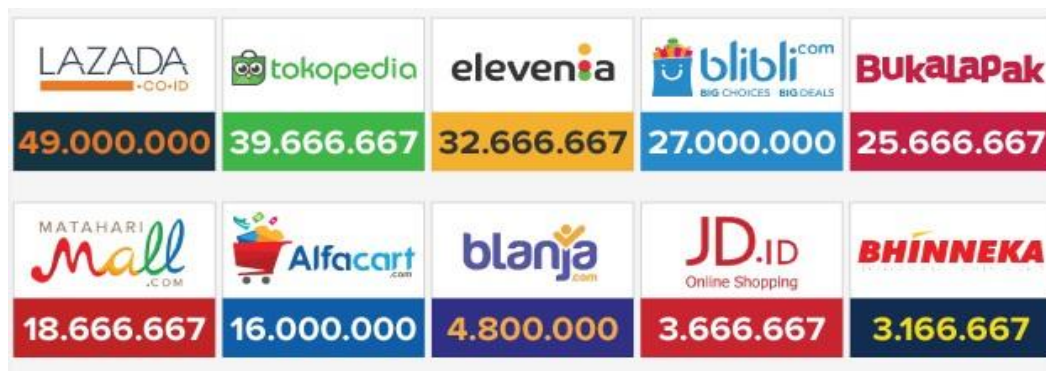 LAZADA
.CO.ID
49.000.000
tokopedia
39.666.667
elevenia
32.666.667
blibli.com
BIG CHOICES BIG DEALS
27.000.000
BukaLaPak
25.666.667
MATAHARI
Mall
.COM
18.666.667
Alfacart
.com
16.000.000
blanja
.com
4.800.000
JD.ID
Online Shopping
3.666.667
BHINNEKA
3.166.667